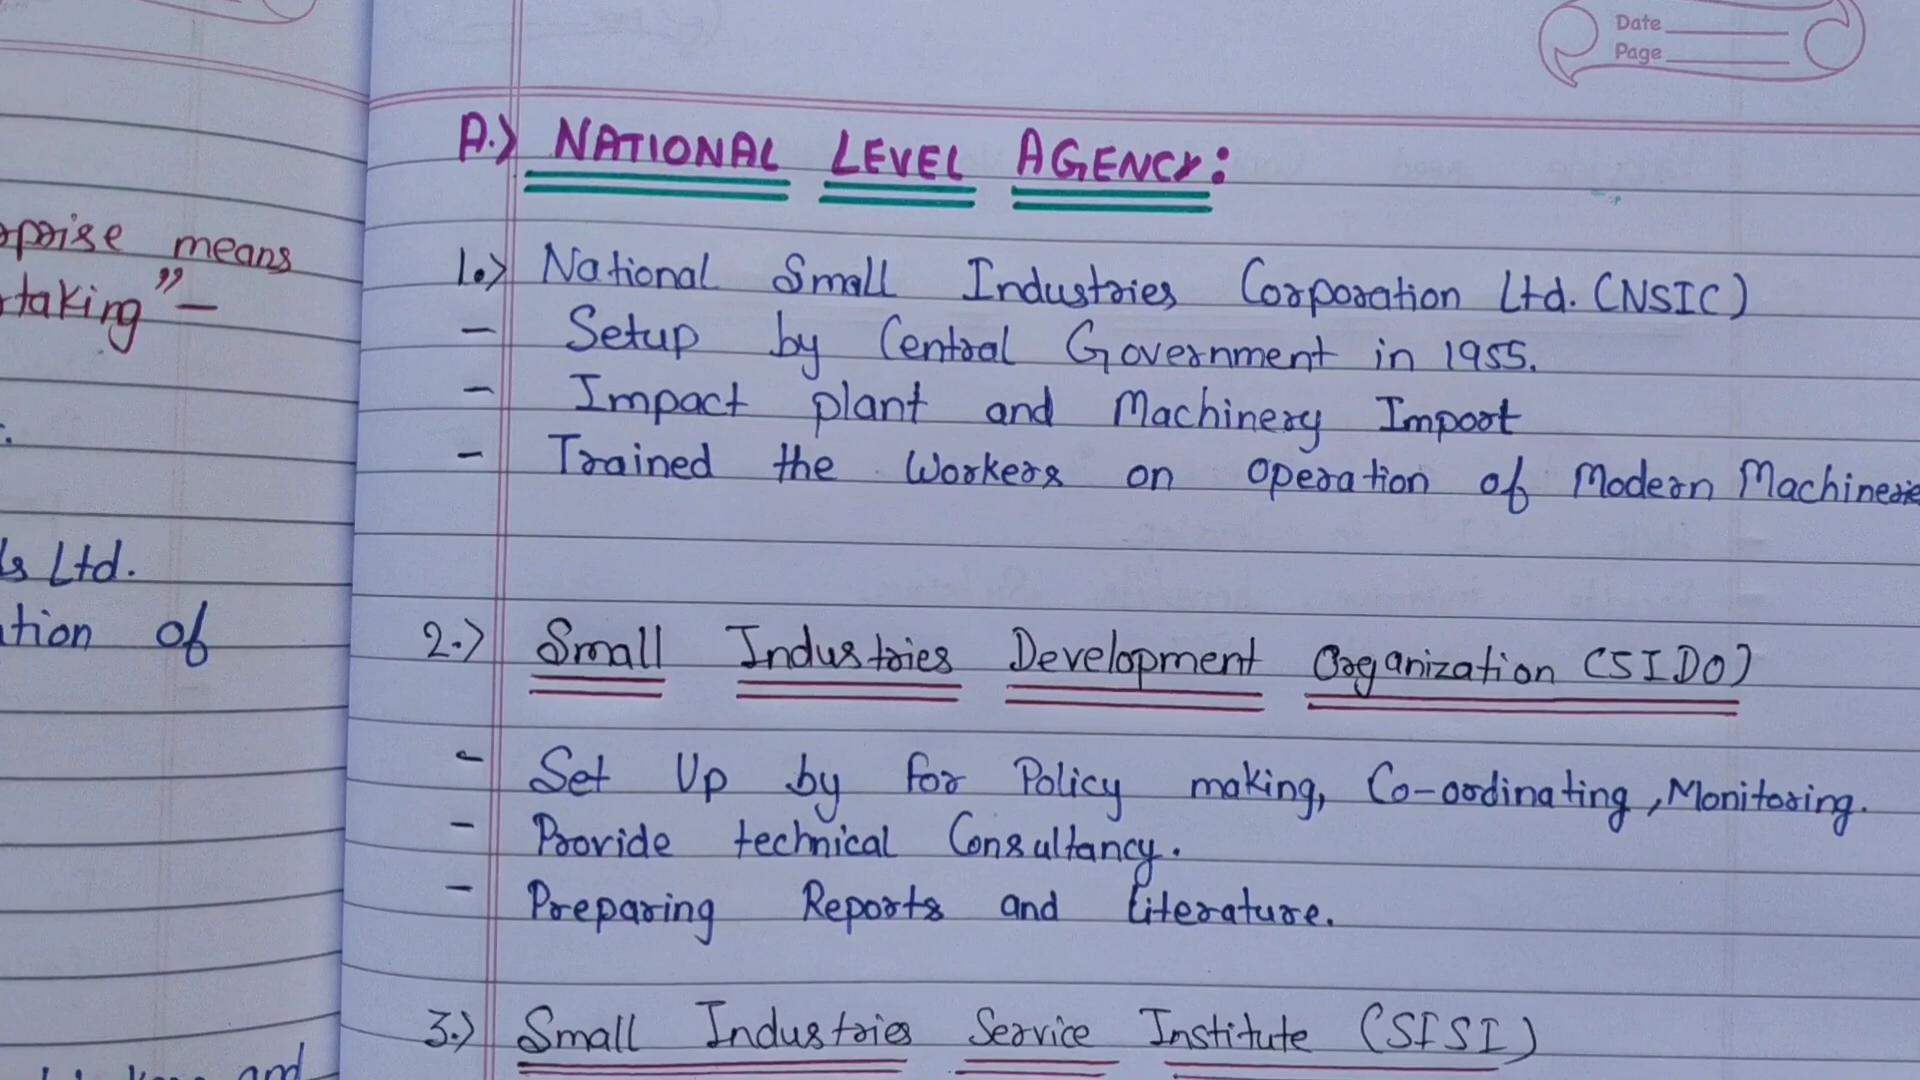 Date
Page
A.) NATIONAL LEVEL AGENCY:
1.) National Small Industries Corporation Ltd. (NSIC)
- Setup by Central Government in 1955.
- Impact plant and Machinery Import
- Trained the Workers on Operation of Modern
2.) Small Industries Development Organization (SIDO)
- Set Up by for Policy making, Co-ordinating, Monitoring.
- Provide technical Consultancy.
- Preparing Reports and Literature.
3.) Small Industries Service Institute (SISI)
means
taking" -
Ltd.
of
and